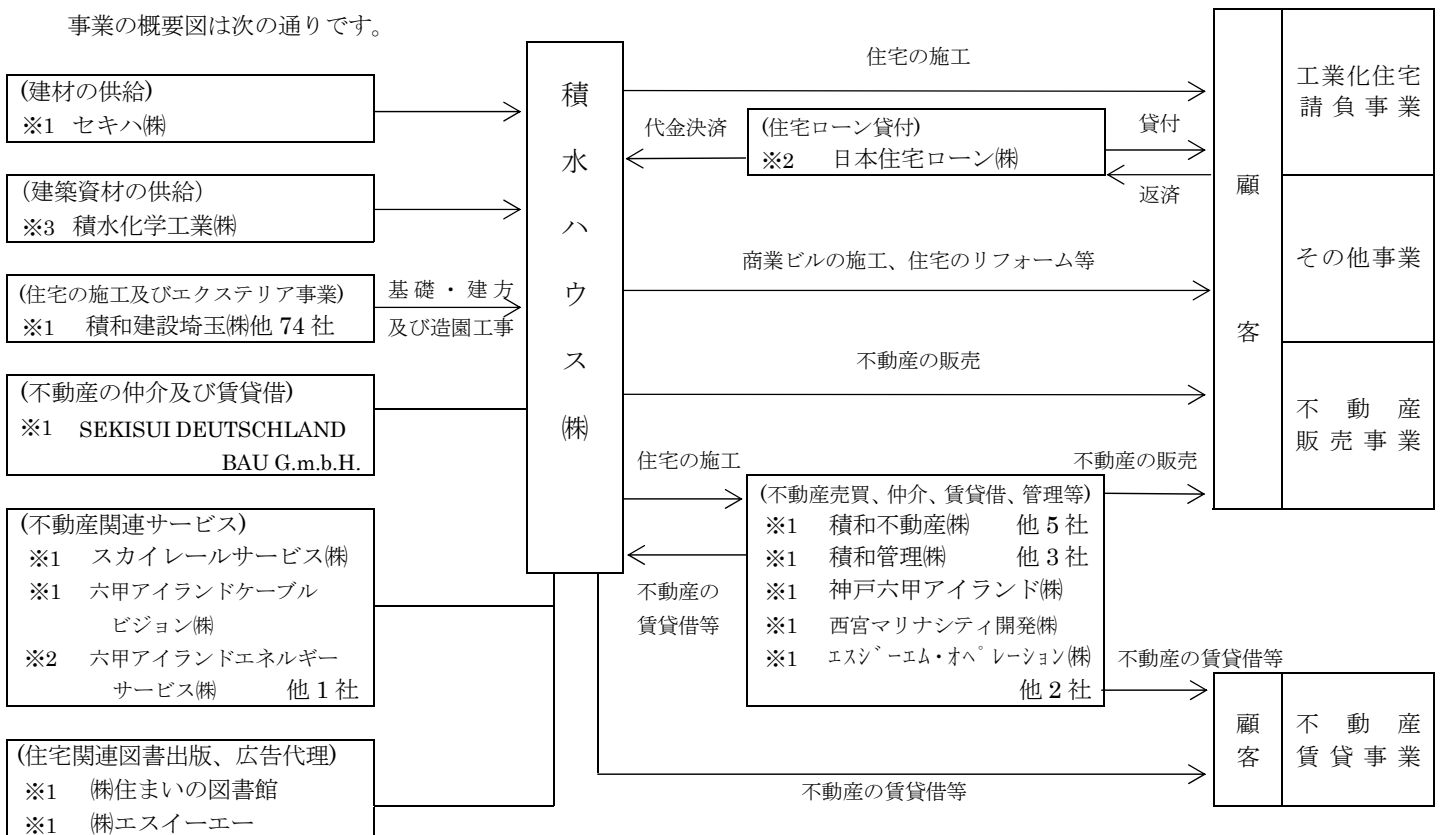 事業の概要図は次の通りです。
(建材の供給)
※1 セキハ㈱
(建築資材の供給)
※3 積水化学工業㈱
(住宅の施工及びエクステリア事業)
※1 積和建設埼玉㈱他 74 社
基礎・建方
及び造園工事
(不動産の仲介及び賃貸借)
※1 SEKISUI DEUTSCHLAND
BAU G.m.b.H.
(不動産関連サービス)
※1 スカイレールサービス㈱
※1 六甲アイランドケーブル
ビジョン㈱
※2 六甲アイランドエネルギー
サービス㈱ 他 1 社
(住宅関連図書出版、広告代理)
※1 ㈱住まいの図書館
※1 ㈱エスイーエー
積水ハウス㈱
住宅の施工
代金決済
(住宅ローン貸付)
※2 日本住宅ローン㈱
貸付
返済
商業ビルの施工、住宅のリフォーム等
不動産の販売
住宅の施工
不動産の販売
(不動産売買、仲介、賃貸借、管理等)
※1 積和不動産㈱ 他 5 社
※1 積和管理㈱ 他 3 社
※1 神戸六甲アイランド㈱
※1 西宮マリナシティ開発㈱
※1 ｴｽｼﾞｰｴﾑ・ｵﾍﾟﾚｰｼｮﾝ㈱
他 2 社
不動産の
賃貸借等
不動産の賃貸借等
不動産の賃貸借等
顧客
工業化住宅
請負事業
その他事業
不動産
販売事業
顧客
不動産
賃貸事業